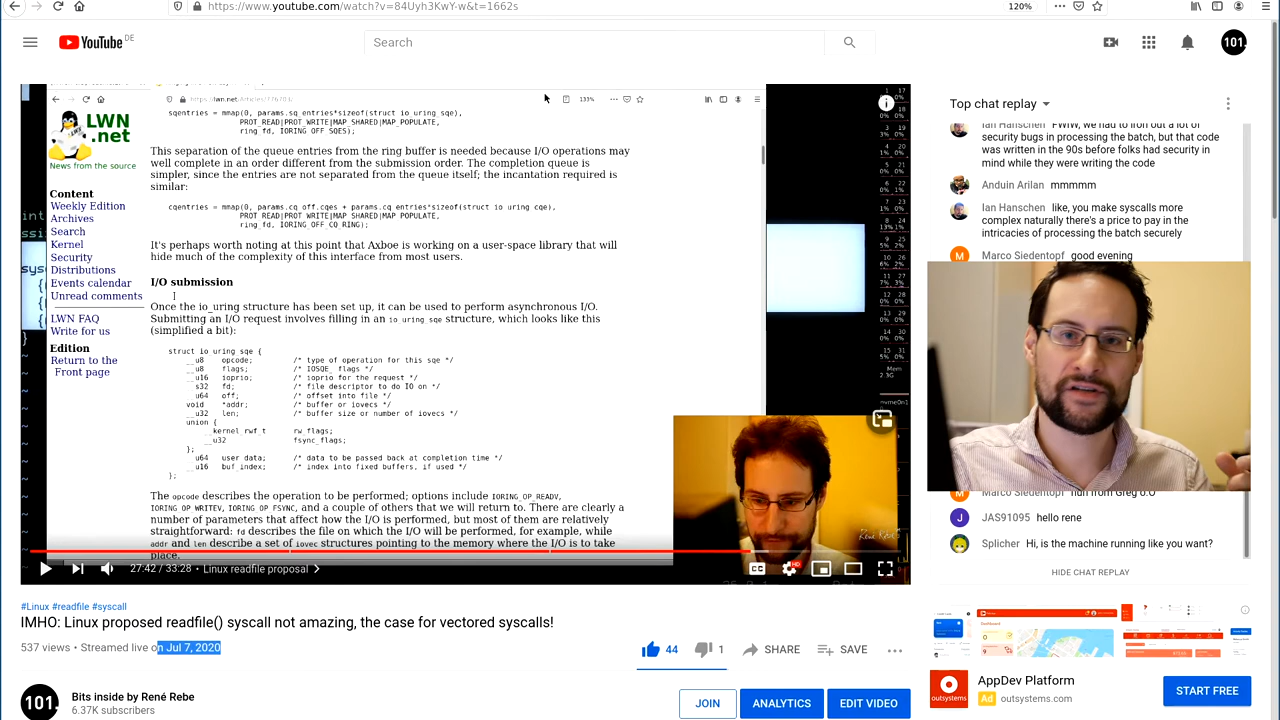 https://www.youtube.com/watch?v=84Uyh3KwY-w&t=1662s
120%
YouTube DE
Search
101.
LWN
.net
News from the source
Content
Weekly Edition
Archives
Search
Kernel
Security
Distributions
Events calendar
Unread comments
LWN FAQ
Write for us
Edition
Return to the
Front page
133%
sqentries = mmap(0, params.sq_entries*sizeof(struct io_uring_sqe),
PROT_READ|PROT_WRITE|MAP_SHARED|MAP_POPULATE,
ring_fd, IORING_OFF_SQES);
This separation of the queue entries from the ring buffer is needed because I/O operations may
well complete in an order different from the submission order. The completion queue is
simpler, since the entries are not separated from the queue itself; the incantation required is
similar:
cqentries = mmap(0, params.cq_off.cqes + params.cq_entries*sizeof(struct io_uring_cqe),
PROT_READ|PROT_WRITE|MAP_SHARED|MAP_POPULATE,
ring_fd, IORING_OFF_CQ_RING);
It's perhaps worth noting at this point that Axboe is working on a user-space library that will
hide much of the complexity of this interface from most users.
I/O submission
Once the io_uring structure has been set up, it can be used to perform asynchronous I/O.
Submitting an I/O request involves filling in an io_uring_sqe structure, which looks like this
(simplified a bit):
struct io_uring_sqe {
__u8 opcode; /* type of operation for this sqe */
__u8 flags; /* IOSQE_ flags */
__u16 ioprio; /* ioprio for the request */
__s32 fd; /* file descriptor to do IO on */
__u64 off; /* offset into file */
void *addr; /* buffer or iovecs */
__u32 len; /* buffer size or number of iovecs */
union {
__kernel_rwf_t rw_flags;
__u32 fsync_flags;
};
__u64 user_data; /* data to be passed back at completion time */
__u16 buf_index; /* index into fixed buffers, if used */
};
The opcode describes the operation to be performed; options include IORING_OP_READV,
IORING_OP_WRITEV, IORING_OP_FSYNC, and a couple of others that we will return to. There are clearly
number of parameters that affect how the I/O is performed, but most of them are relatively
straightforward: fd describes the file on which the I/O will be performed, for example, while
addr and len describe a set of iovec structures pointing to the memory where the I/O is to take
place.
27:42 / 33:28 • Linux readfile proposal
HD
Top chat replay
security bugs in processing the batch in that code
was written in the 90s before folks had security in
mind while they were writing the code
Anduin Arilan mmmmm
Ian Hanschen like, you make syscalls more
complex naturally there's a price to pay in the
intricacies of processing the batch securely
Marco Siedentopf good evening
Marco Siedentopf huh from Greg o.O
JAS91095 hello rene
Splicher Hi, is the machine running like you want?
HIDE CHAT REPLAY
#Linux #readfile #syscall
IMHO: Linux proposed readfile() syscall not amazing, the case for vectored syscalls!
537 views • Streamed live on Jul 7, 2020
44
1
SHARE
SAVE
101.
Bits inside by René Rebe
6.37K subscribers
JOIN
ANALYTICS
EDIT VIDEO
outsystems
AppDev Platform
Ad outsystems.com
START FREE